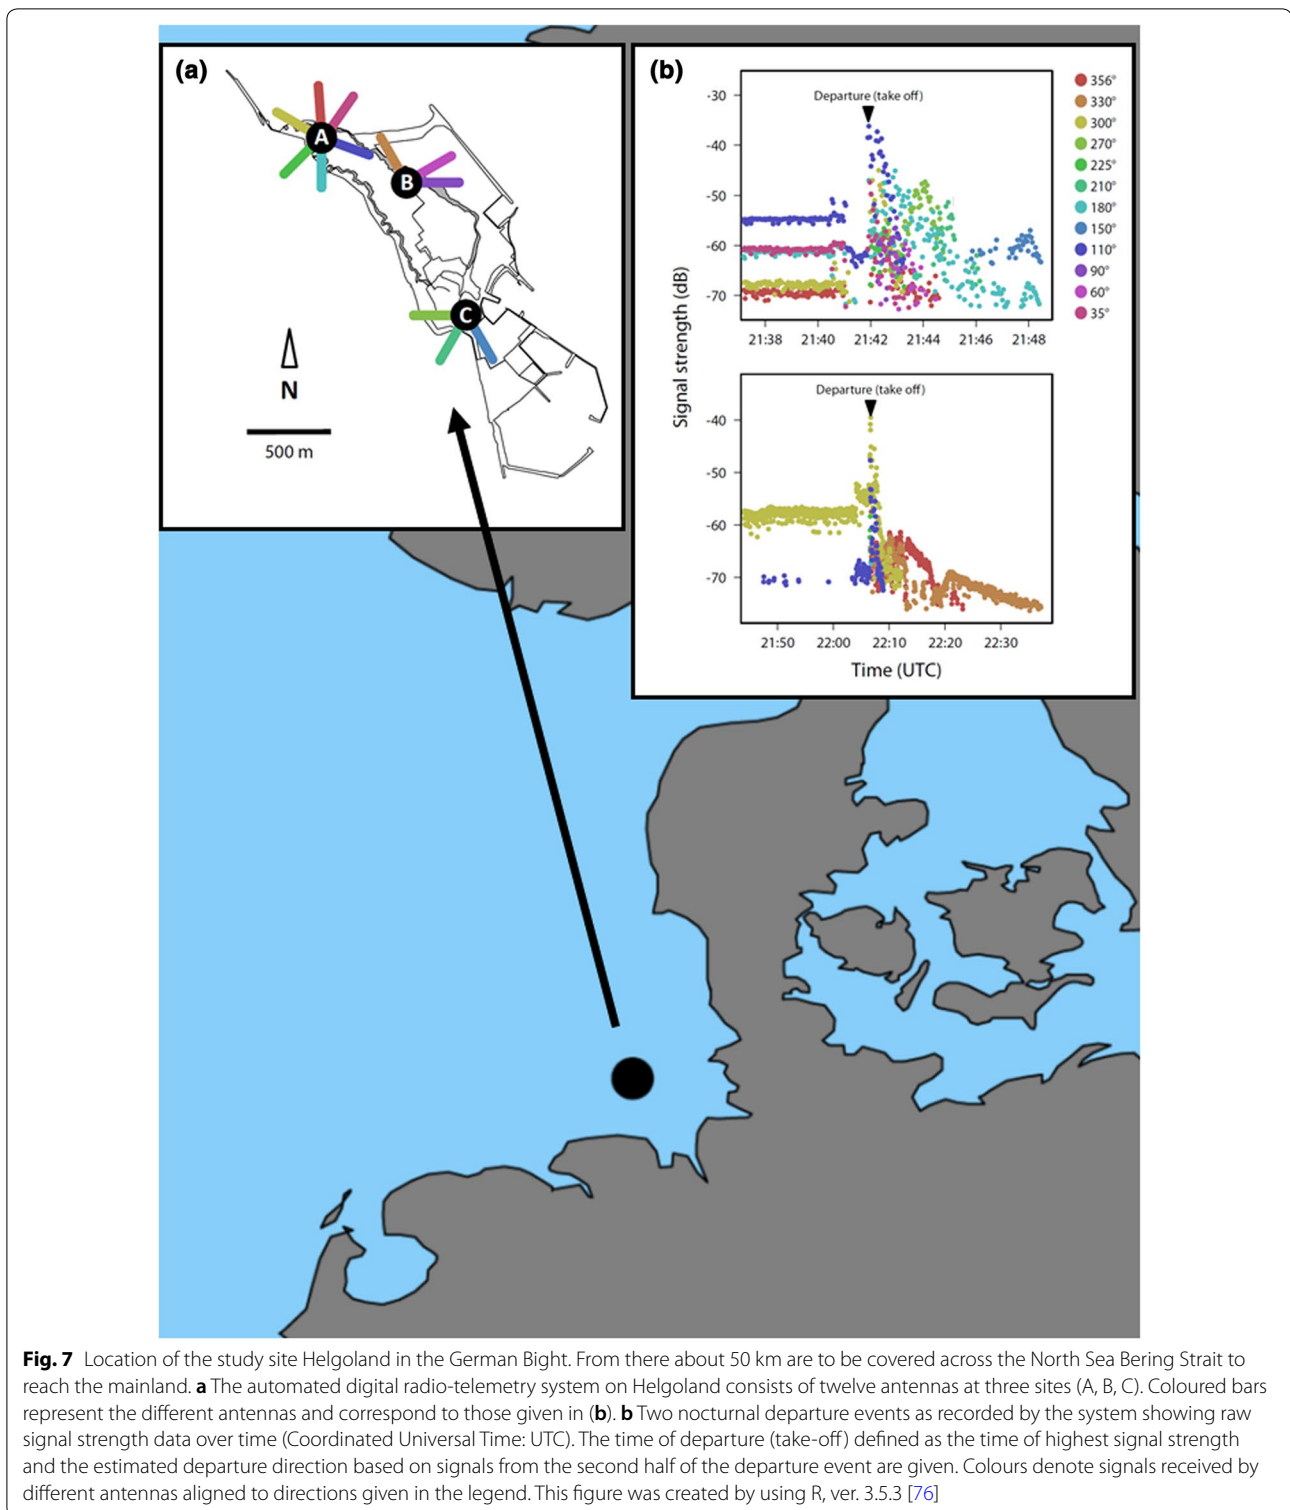 (a)
A
B
C
N
500 m
(b)
Departure (take off)
-30
-40
-50
-60
-70
21:38 21:40 21:42 21:44 21:46 21:48
356°
330°
300°
270°
225°
210°
180°
150°
110°
90°
60°
35°
Signal strength (dB)
Departure (take off)
-40
-50
-60
-70
21:50 22:00 22:10 22:20 22:30
Time (UTC)
Fig. 7 Location of the study site Helgoland in the German Bight. From there about 50 km are to be covered across the North Sea Bering Strait to
reach the mainland. a The automated digital radio-telemetry system on Helgoland consists of twelve antennas at three sites (A, B, C). Coloured bars
represent the different antennas and correspond to those given in (b). b Two nocturnal departure events as recorded by the system showing raw
signal strength data over time (Coordinated Universal Time: UTC). The time of departure (take-off) defined as the time of highest signal strength
and the estimated departure direction based on signals from the second half of the departure event are given. Colours denote signals received by
different antennas aligned to directions given in the legend. This figure was created by using R, ver. 3.5.3 [76]